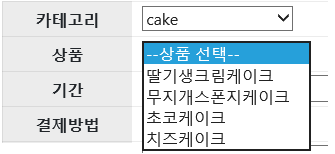 카테고리 cake
상품 --상품 선택--
딸기생크림케이크
기간 무지개스폰지케이크
초코케이크
결제방법 치즈케이크